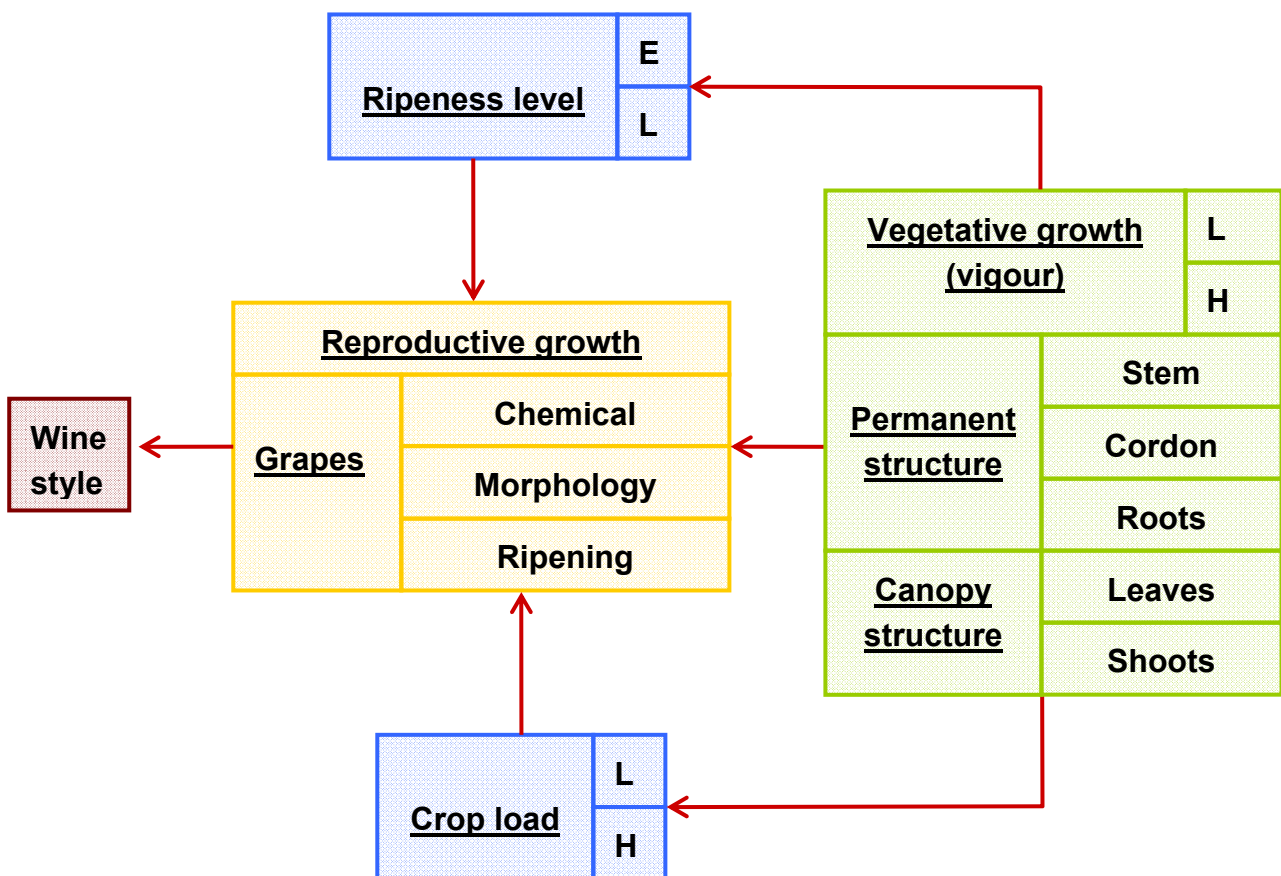 Ripeness level
E
L
Vegetative growth
(vigour)
L
H
Reproductive growth
Grapes
Chemical
Morphology
Ripening
Wine
style
Permanent
structure
Stem
Cordon
Roots
Canopy
structure
Leaves
Shoots
Crop load
L
H